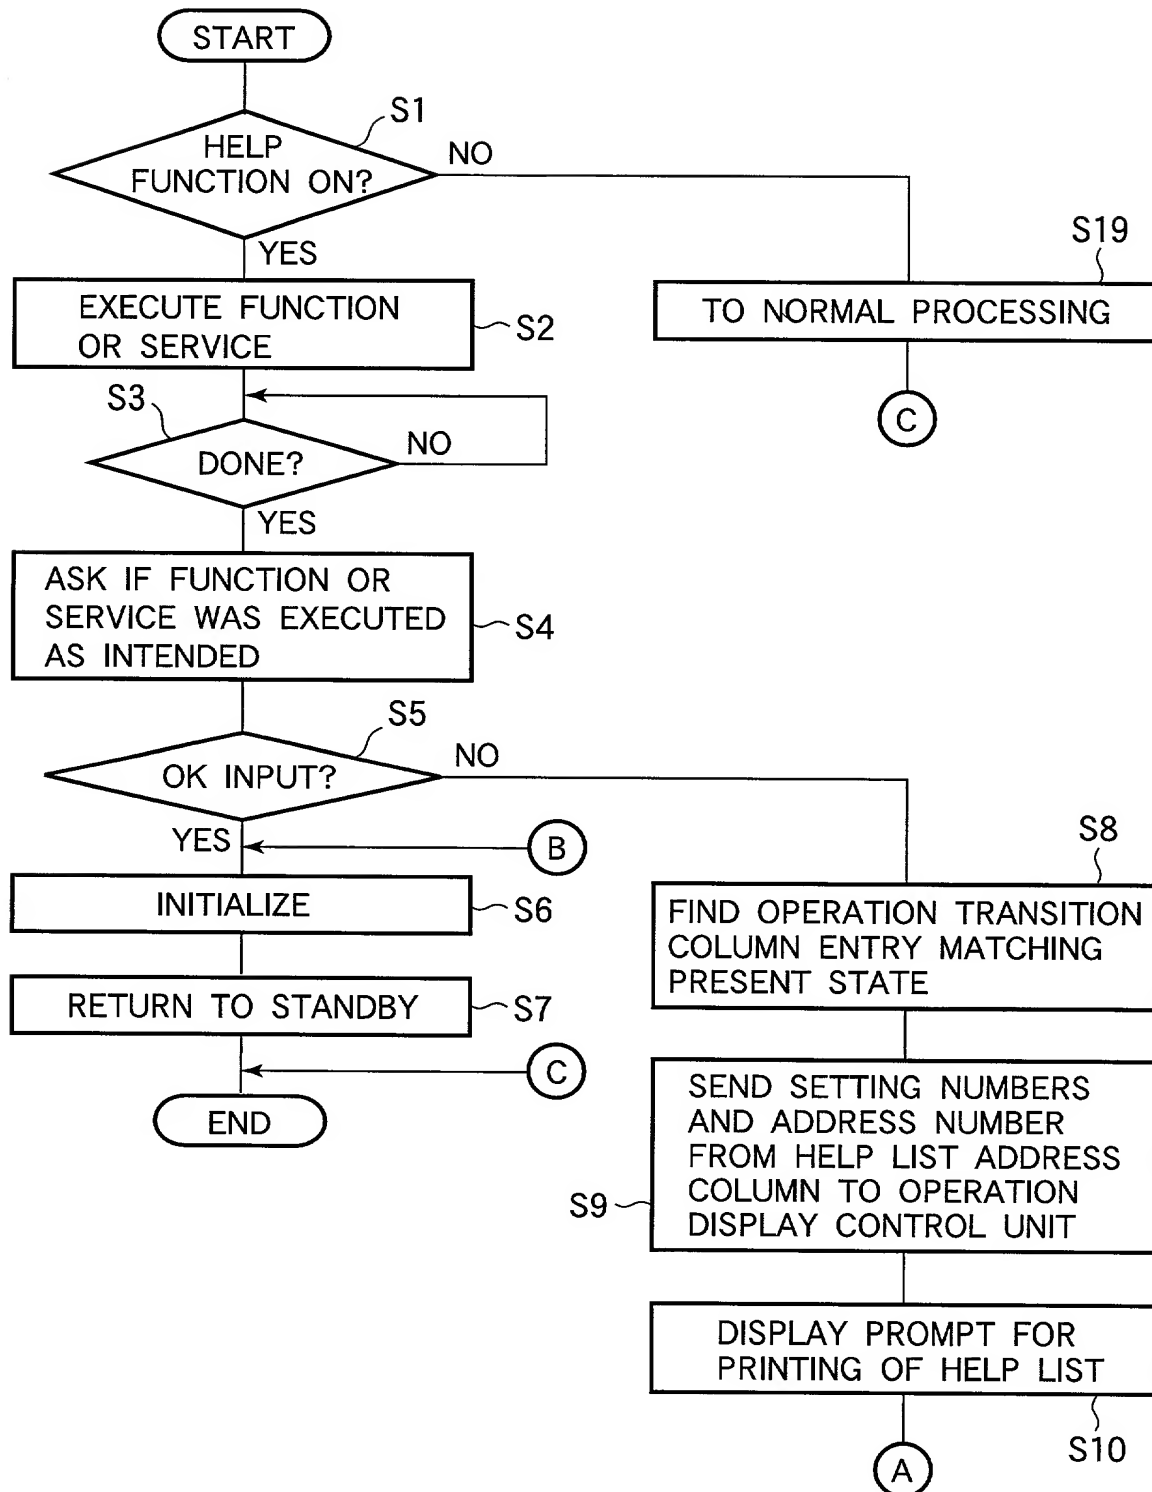 START
S1
HELP
FUNCTION ON?
NO
YES
S19
EXECUTE FUNCTION
OR SERVICE
S2
TO NORMAL PROCESSING
C
S3
DONE?
NO
YES
ASK IF FUNCTION OR
SERVICE WAS EXECUTED
AS INTENDED
S4
S5
OK INPUT?
NO
YES
B
S8
INITIALIZE
S6
FIND OPERATION TRANSITION
COLUMN ENTRY MATCHING
PRESENT STATE
RETURN TO STANDBY
S7
C
END
SEND SETTING NUMBERS
AND ADDRESS NUMBER
FROM HELP LIST ADDRESS
COLUMN TO OPERATION
DISPLAY CONTROL UNIT
S9
DISPLAY PROMPT FOR
PRINTING OF HELP LIST
S10
A